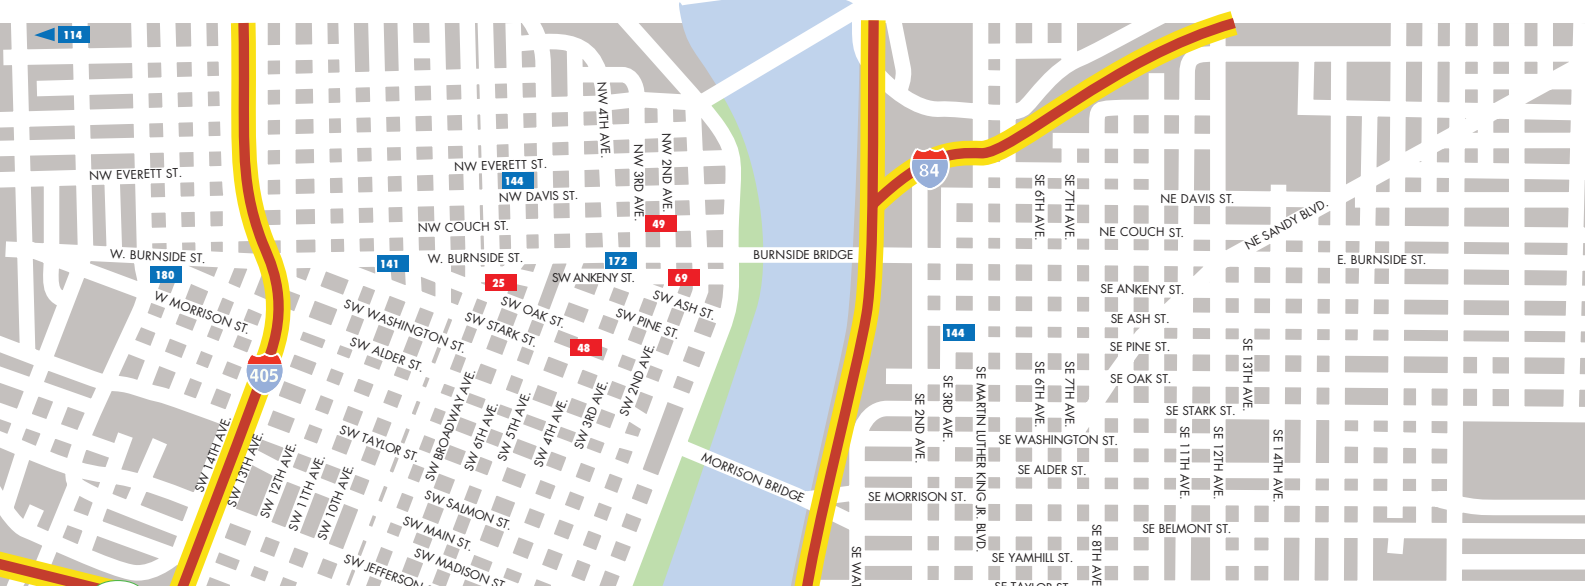 114
NW 4TH AVE.
NW 3RD AVE.
NW 2ND AVE.
NW EVERETT ST.
NW EVERETT ST.
144
NW DAVIS ST.
84
SE 6TH AVE.
SE 7TH AVE.
NE DAVIS ST.
49
NW COUCH ST.
NE COUCH ST.
NE SANDY BLVD.
W. BURNSIDE ST.
W. BURNSIDE ST.
BURNSIDE BRIDGE
E. BURNSIDE ST.
180
141
172
25
SW ANKENY ST.
69
SE ANKENY ST.
W MORRISON ST.
SW WASHINGTON ST.
SW OAK ST.
SW ASH ST.
SW STARK ST.
SW PINE ST.
SE ASH ST.
144
SW ALDER ST.
48
SE PINE ST.
405
SE OAK ST.
SE 13TH AVE.
SW 2ND AVE.
SE 2ND AVE.
SE 3RD AVE.
SE MARTIN LUTHER KING JR. BLVD.
SE 6TH AVE.
SE 7TH AVE.
SE STARK ST.
SW 14TH AVE.
SW 13TH AVE.
SW 12TH AVE.
SW 11TH AVE.
SW 10TH AVE.
SW TAYLOR ST.
SW BROADWAY AVE.
SW 6TH AVE.
SW 5TH AVE.
SW 4TH AVE.
SW 3RD AVE.
SE WASHINGTON ST.
SE 11TH AVE.
SE 12TH AVE.
SE 14TH AVE.
MORRISON BRIDGE
SE ALDER ST.
SE MORRISON ST.
SW SALMON ST.
SW MAIN ST.
SE BELMONT ST.
SE 8TH AVE
SW MADISON ST.
SW JEFFERSON
SE WAT
SE YAMHILL ST.
SE TAYLOR ST.